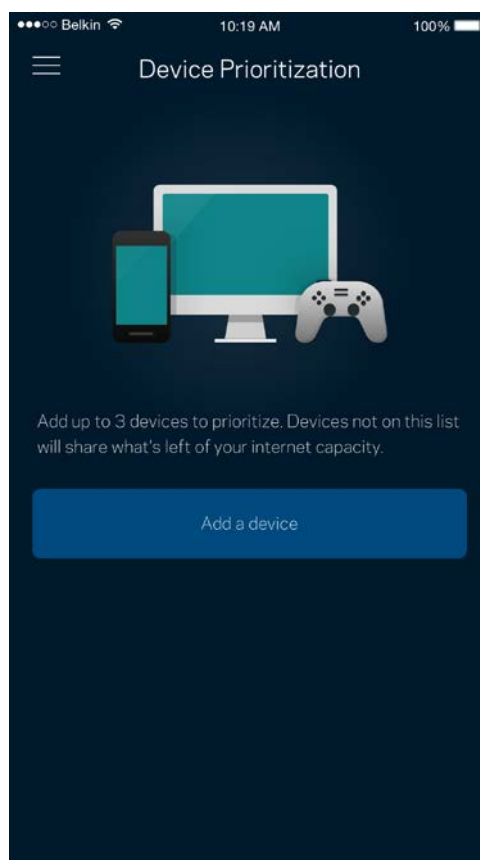 Belkin 10:19 AM 100%
Device Prioritization
Add up to 3 devices to prioritize. Devices not on this list
will share what's left of your internet capacity.
Add a device